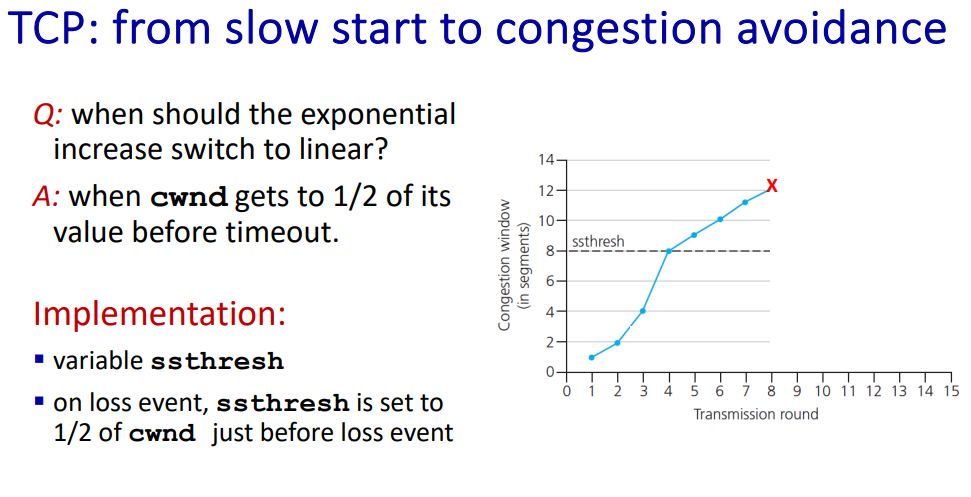 TCP: from slow start to congestion avoidance
Q: when should the exponential
increase switch to linear?
A: when cwnd gets to 1/2 of its
value before timeout.
Implementation:
▪ variable ssthresh
▪ on loss event, ssthresh is set to
1/2 of cwnd just before loss event
Congestion window
(in segments)
14
12
10
8
6
4
2
0
ssthresh
X
0 1 2 3 4 5 6 7 8 9 10 11 12 13 14 15
Transmission round